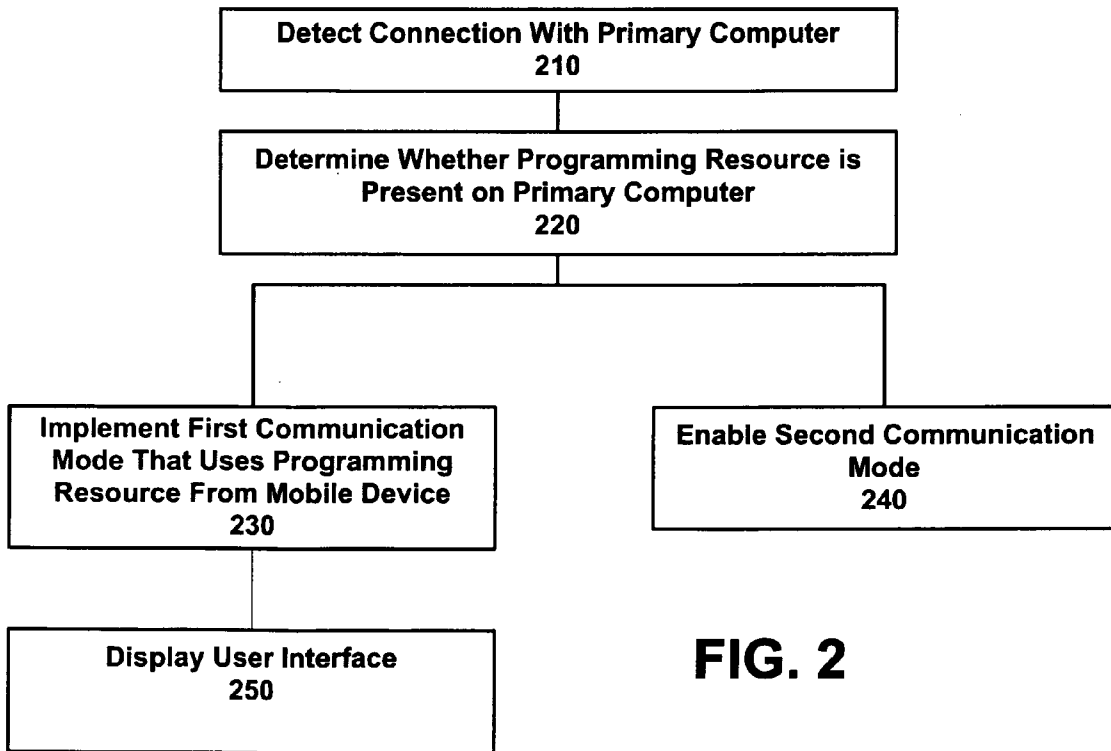 Detect Connection With Primary Computer
210
Determine Whether Programming Resource is
Present on Primary Computer
220
Implement First Communication
Mode That Uses Programming
Resource From Mobile Device
230
Enable Second Communication
Mode
240
Display User Interface
250
FIG. 2